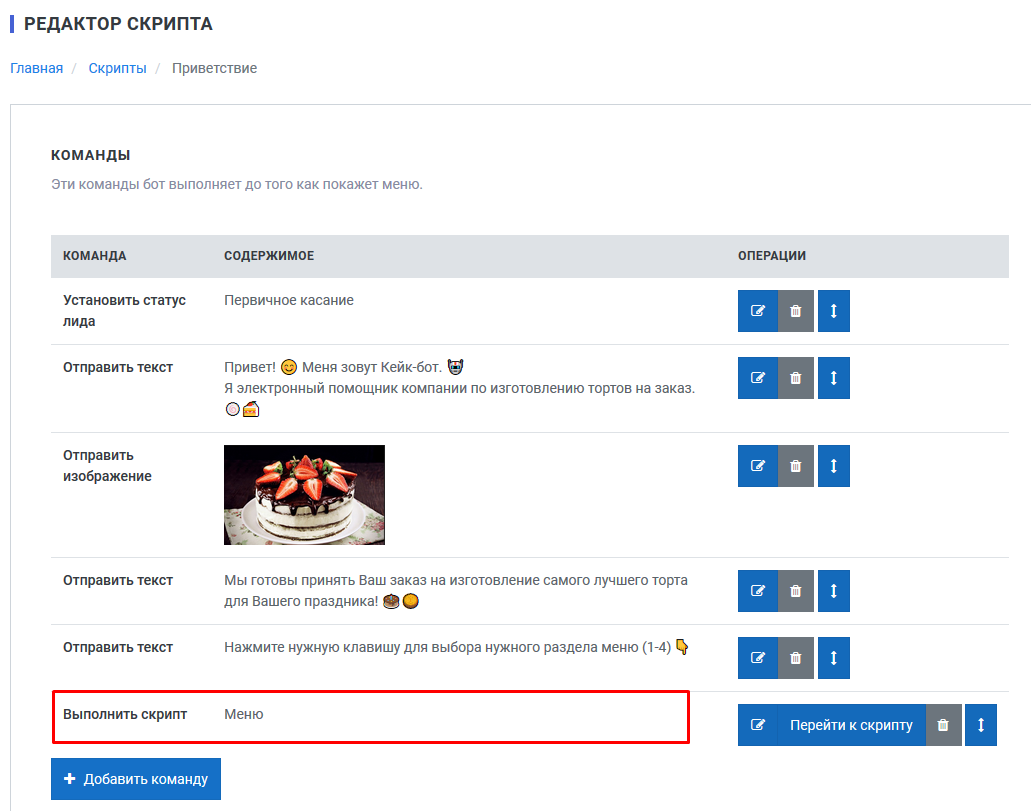 РЕДАКТОР СКРИПТА
Главная / Скрипты / Приветствие
КОМАНДЫ
Эти команды бот выполняет до того как покажет меню.
КОМАНДА СОДЕРЖИМОЕ ОПЕРАЦИИ
Установить статус
лида
Первичное касание
Отправить текст
Привет! 😊 Меня зовут Кейк-бот. 🤖
Я электронный помощник компании по изготовлению тортов на заказ.
🍥🍰
Отправить
изображение
Отправить текст
Мы готовы принять Ваш заказ на изготовление самого лучшего торта
для Вашего праздника! 🎂🥮
Отправить текст
Нажмите нужную клавишу для выбора нужного раздела меню (1-4) 👇
Выполнить скрипт
Меню
Перейти к скрипту
+ Добавить команду